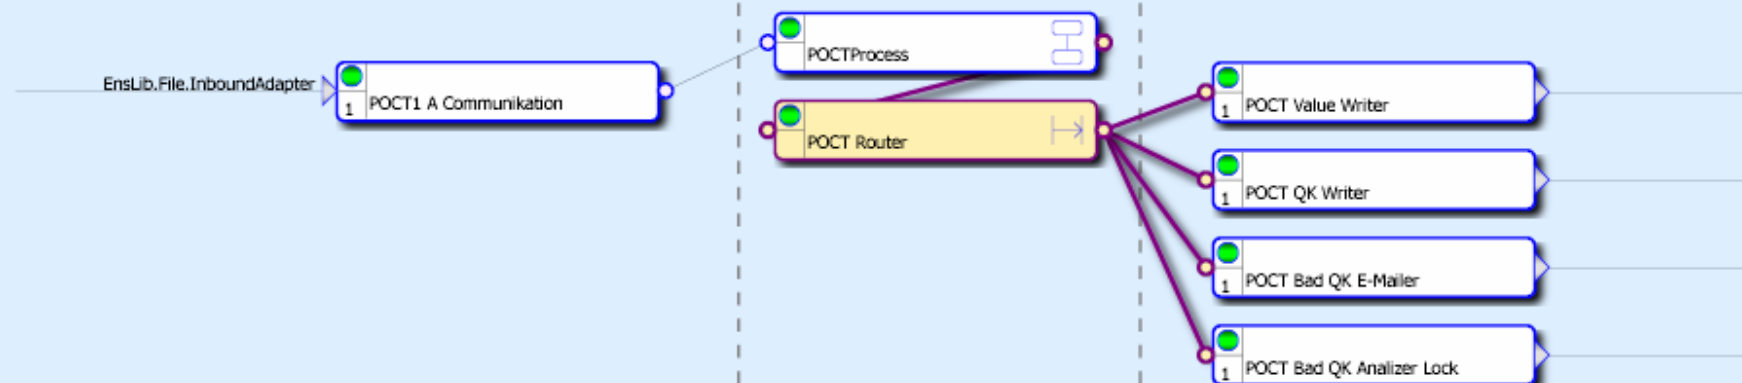 EnsLib.File.InboundAdapter
1
POCT1 A Communikation
POCTProcess
POCT Router
1
POCT Value Writer
1
POCT QK Writer
1
POCT Bad QK E-Mailer
1
POCT Bad QK Analizer Lock